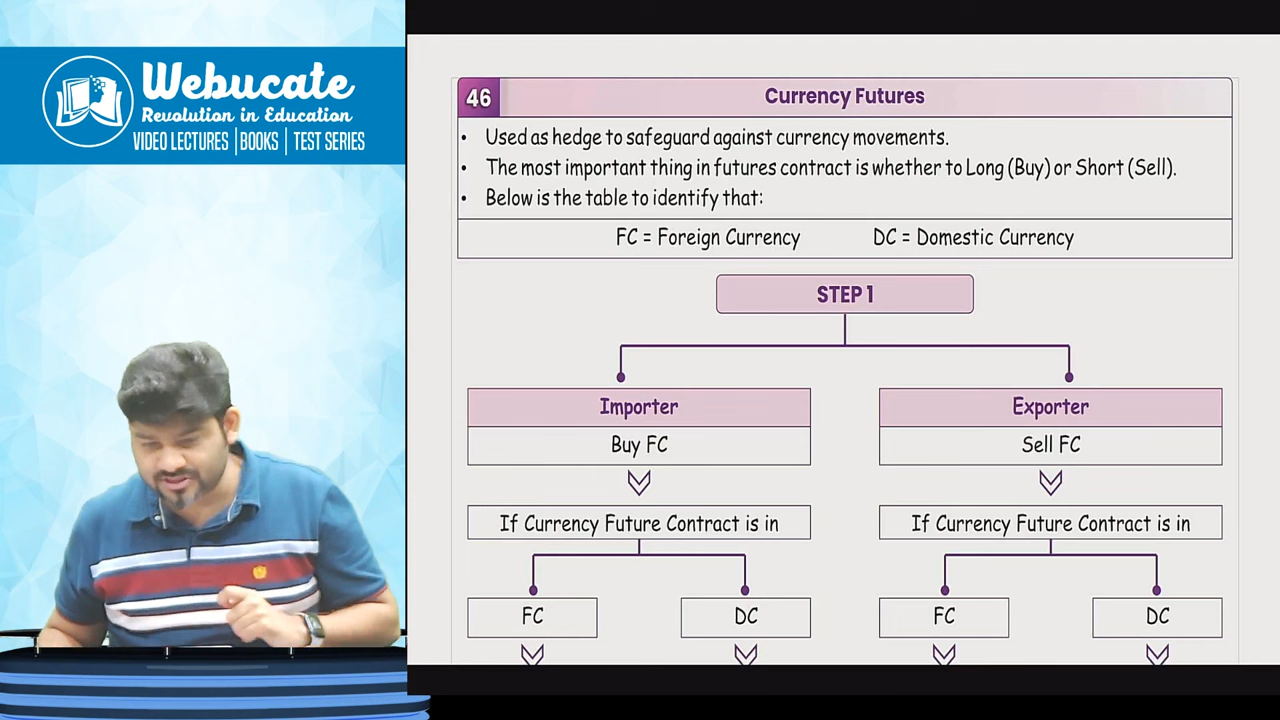 Webucate
Revolution in Education
VIDEO LECTURES | BOOKS | TEST SERIES
46
Currency Futures
• Used as hedge to safeguard against currency movements.
• The most important thing in futures contract is whether to Long (Buy) or Short (Sell).
• Below is the table to identify that:
FC = Foreign Currency DC = Domestic Currency
STEP 1
Importer Exporter
Buy FC Sell FC
If Currency Future Contract is in If Currency Future Contract is in
FC DC FC DC